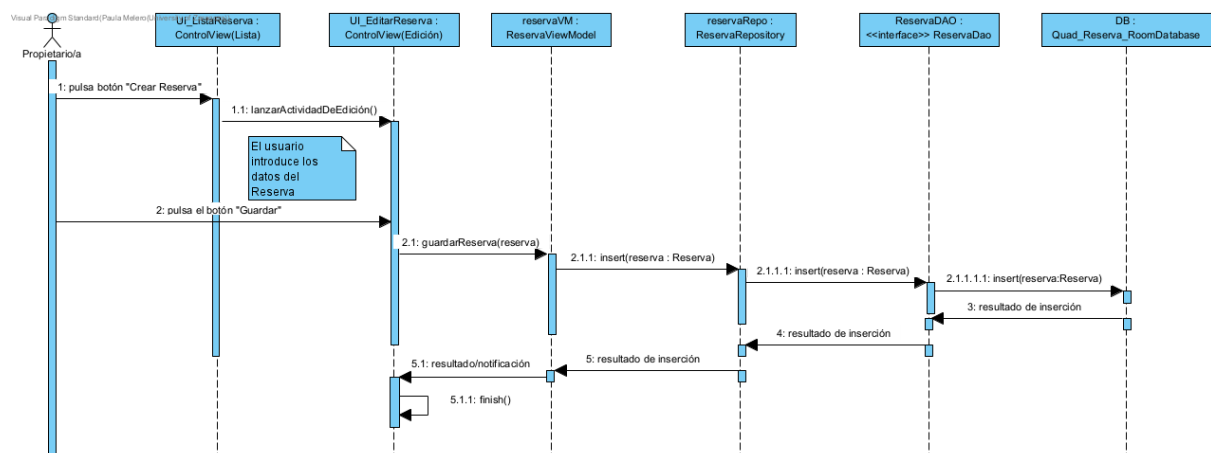 Visual Paradigm Standard(Paula Melero(Universi
UI_ListaReserva :
ControlView(Lista)
UI_EditarReserva :
ControlView(Edición)
reservaVM :
ReservaViewModel
reservaRepo :
ReservaRepository
ReservaDAO :
<<interface>> ReservaDao
DB :
Quad_Reserva_RoomDatabase
Propietario/a
1: pulsa botón "Crear Reserva"
1.1: lanzarActividadDeEdición()
El usuario
introduce los
datos del
Reserva
2: pulsa el botón "Guardar"
2.1: guardarReserva(reserva)
2.1.1: insert(reserva : Reserva)
2.1.1.1: insert(reserva : Reserva)
2.1.1.1.1: insert(reserva:Reserva)
3: resultado de inserción
4: resultado de inserción
5: resultado de inserción
5.1: resultado/notificación
5.1.1: finish()